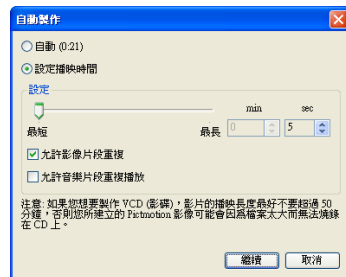 自動製作
自動 (0:21)
設定播映時間
設定
min sec
最短 最長 0 5
允許影像片段重複
允許音樂片段重複播放
注意: 如果您想要製作 VCD (影碟)，影片的播映長度最好不要超過 50
分鐘，否則您所建立的 Pictmotion 影像可能會因為檔案太大而無法燒錄
在 CD 上。
繼續 取消